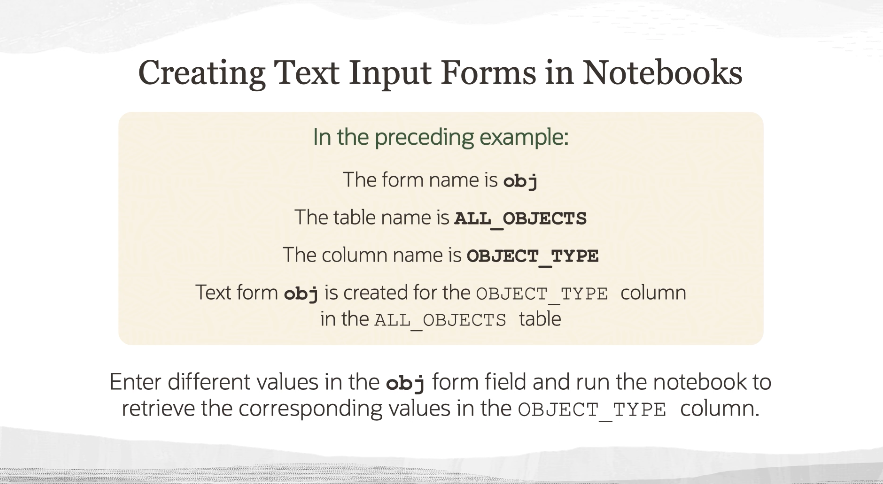 Creating Text Input Forms in Notebooks
In the preceding example:
The form name is obj
The table name is ALL_OBJECTS
The column name is OBJECT_TYPE
Text form obj is created for the OBJECT_TYPE column
in the ALL_OBJECTS table
Enter different values in the obj form field and run the notebook to
retrieve the corresponding values in the OBJECT_TYPE column.